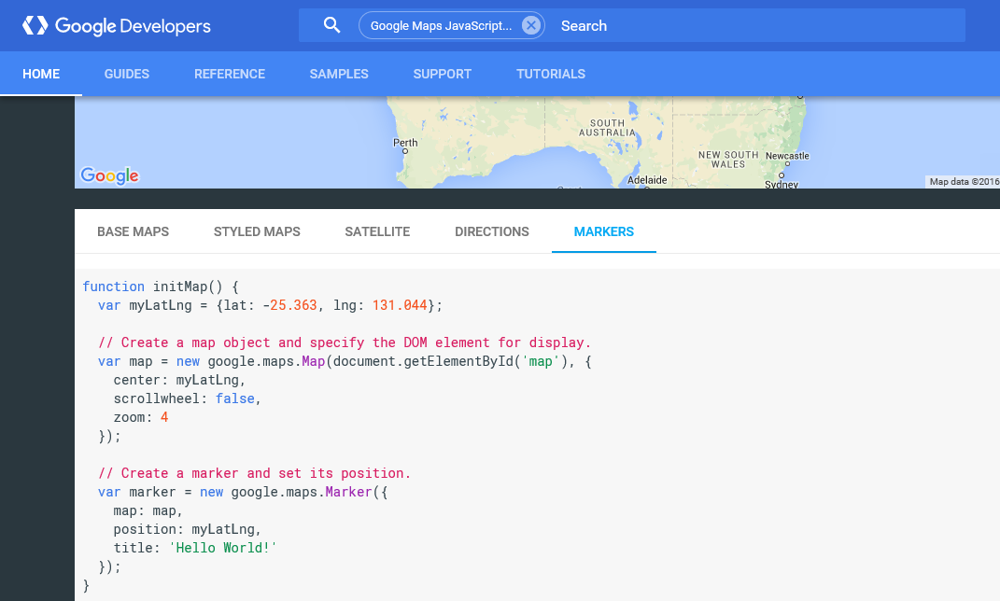 Google Developers
Google Maps JavaScript...
Search
HOME GUIDES REFERENCE SAMPLES SUPPORT TUTORIALS
SOUTH
AUSTRALIA
Perth
NEW SOUTH
WALES
Newcastle
Google
Adelaide
Sydney
Map data ©2016
BASE MAPS STYLED MAPS SATELLITE DIRECTIONS MARKERS
function initMap() {
  var myLatLng = {lat: -25.363, lng: 131.044};

  // Create a map object and specify the DOM element for display.
  var map = new google.maps.Map(document.getElementById('map'), {
    center: myLatLng,
    scrollwheel: false,
    zoom: 4
  });

  // Create a marker and set its position.
  var marker = new google.maps.Marker({
    map: map,
    position: myLatLng,
    title: 'Hello World!'
  });
}